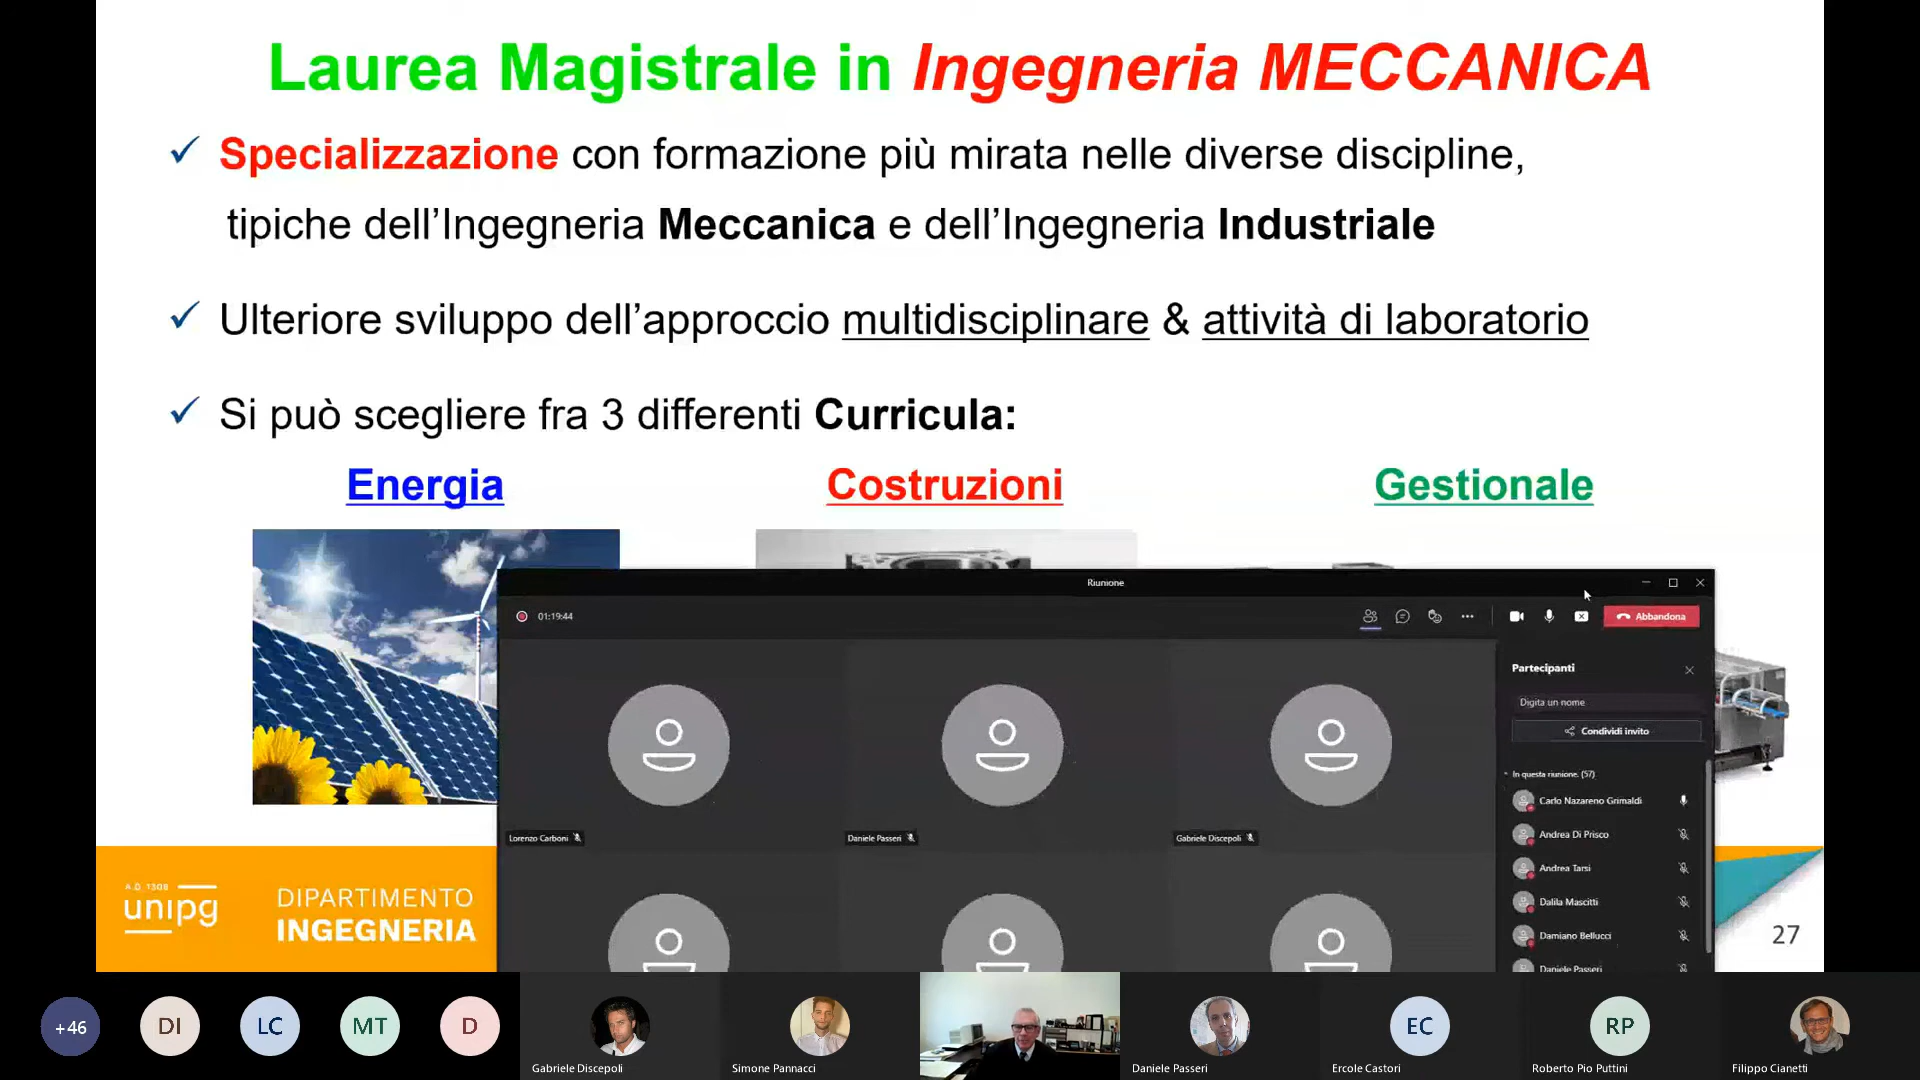 Laurea Magistrale in Ingegneria MECCANICA
✓ Specializzazione con formazione più mirata nelle diverse discipline,
tipiche dell’Ingegneria Meccanica e dell’Ingegneria Industriale
✓ Ulteriore sviluppo dell’approccio multidisciplinare & attività di laboratorio
✓ Si può scegliere fra 3 differenti Curricula:
Energia Costruzioni Gestionale
Riunione
01:19:44
Abbandona
Partecipanti
Digita un nome
Condividi invito
In questa riunione. (57)
Carlo Nazareno Grimaldi
Andrea Di Prisco
Andrea Tarsi
Dalila Mascitti
Damiano Bellucci
Daniele Passeri
Lorenzo Carboni
Daniele Passeri
Gabriele Discepoli
A.D. 1308
unipg
DIPARTIMENTO
INGEGNERIA
27
+46
DI
LC
MT
D
Gabriele Discepoli
Simone Pannacci
Daniele Passeri
EC
Ercole Castori
RP
Roberto Pio Puttini
Filippo Cianetti